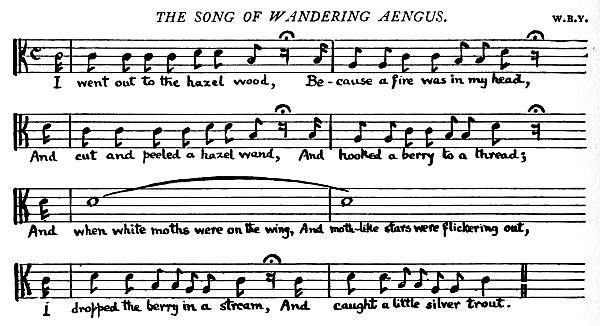 THE SONG OF WANDERING AENGUS. W.B.Y.
I went out to the hazel wood, Be-cause a fire was in my head,
And cut and peeled a hazel wand, And hooked a berry to a thread;
And when white moths were on the wing, And moth-like stars were flickering out,
i dropped the berry in a stream, And caught a little silver trout.